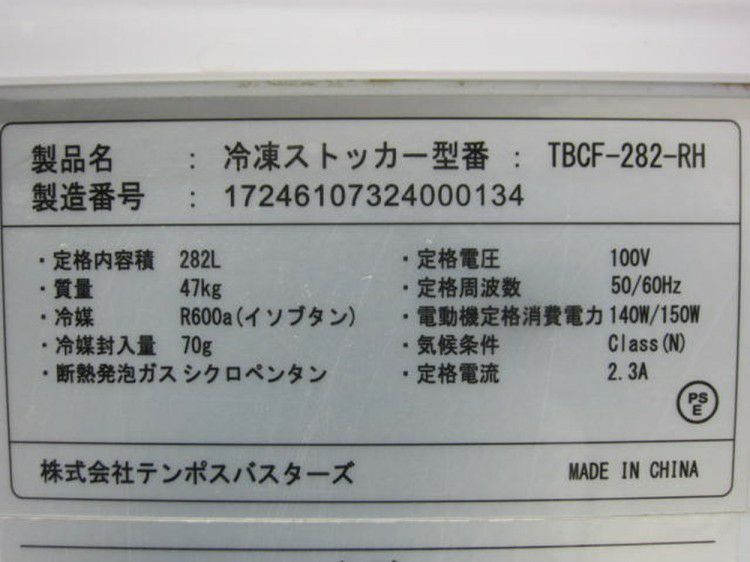 製品名 : 冷凍ストッカー型番 : TBCF-282-RH
製造番号 : 17246107324000134
・定格内容積 282L ・定格電圧 100V
・質量 47kg ・定格周波数 50/60Hz
・冷媒 R600a(イソブタン) ・電動機定格消費電力 140W/150W
・冷媒封入量 70g ・気候条件 Class(N)
・断熱発泡ガス シクロペンタン ・定格電流 2.3A
PS
E
株式会社テンポスバスターズ MADE IN CHINA